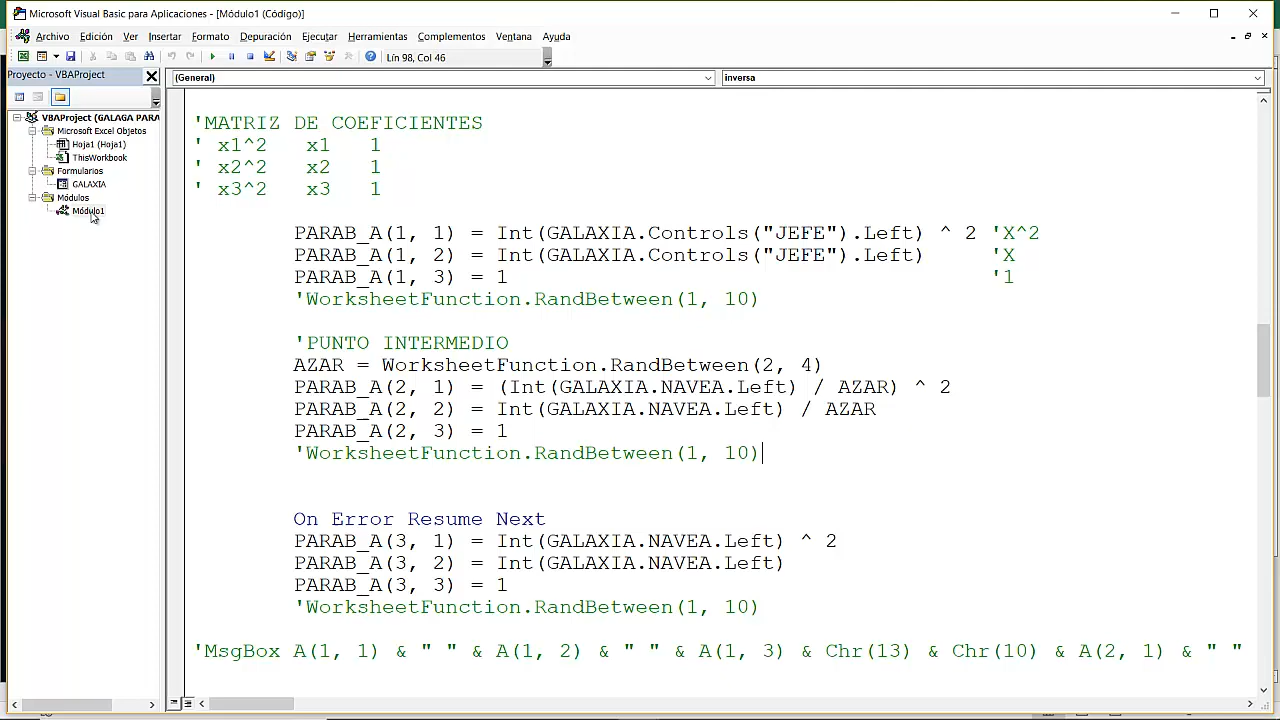 Microsoft Visual Basic para Aplicaciones - [Módulo1 (Código)]
Archivo Edición Ver Insertar Formato Depuración Ejecutar Herramientas Complementos Ventana Ayuda
Lín 98, Col 46
Proyecto - VBAProject
(General)
inversa
VBAProject (GALAGA PARA
Microsoft Excel Objetos
Hoja1 (Hoja1)
ThisWorkbook
Formularios
GALAXIA
Módulos
Módulo1
'MATRIZ DE COEFICIENTES
' x1^2 x1 1
' x2^2 x2 1
' x3^2 x3 1
PARAB_A(1, 1) = Int(GALAXIA.Controls("JEFE").Left) ^ 2 'X^2
PARAB_A(1, 2) = Int(GALAXIA.Controls("JEFE").Left) 'X
PARAB_A(1, 3) = 1 '1
'WorksheetFunction.RandBetween(1, 10)
'PUNTO INTERMEDIO
AZAR = WorksheetFunction.RandBetween(2, 4)
PARAB_A(2, 1) = (Int(GALAXIA.NAVEA.Left) / AZAR) ^ 2
PARAB_A(2, 2) = Int(GALAXIA.NAVEA.Left) / AZAR
PARAB_A(2, 3) = 1
'WorksheetFunction.RandBetween(1, 10)
On Error Resume Next
PARAB_A(3, 1) = Int(GALAXIA.NAVEA.Left) ^ 2
PARAB_A(3, 2) = Int(GALAXIA.NAVEA.Left)
PARAB_A(3, 3) = 1
'WorksheetFunction.RandBetween(1, 10)
'MsgBox A(1, 1) & " " & A(1, 2) & " " & A(1, 3) & Chr(13) & Chr(10) & A(2, 1) & " "